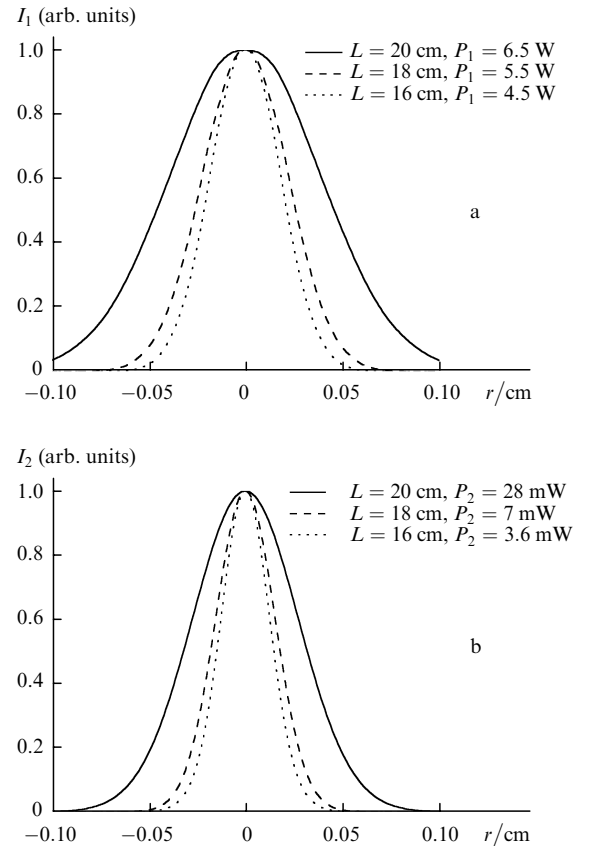 I₁ (arb. units)
1.0
L = 20 cm, P₁ = 6.5 W
L = 18 cm, P₁ = 5.5 W
L = 16 cm, P₁ = 4.5 W
0.8
0.6
a
0.4
0.2
0
−0.10 −0.05 0 0.05 0.10 r/cm
I₂ (arb. units)
1.0
L = 20 cm, P₂ = 28 mW
L = 18 cm, P₂ = 7 mW
L = 16 cm, P₂ = 3.6 mW
0.8
0.6
b
0.4
0.2
0
−0.10 −0.05 0 0.05 0.10 r/cm